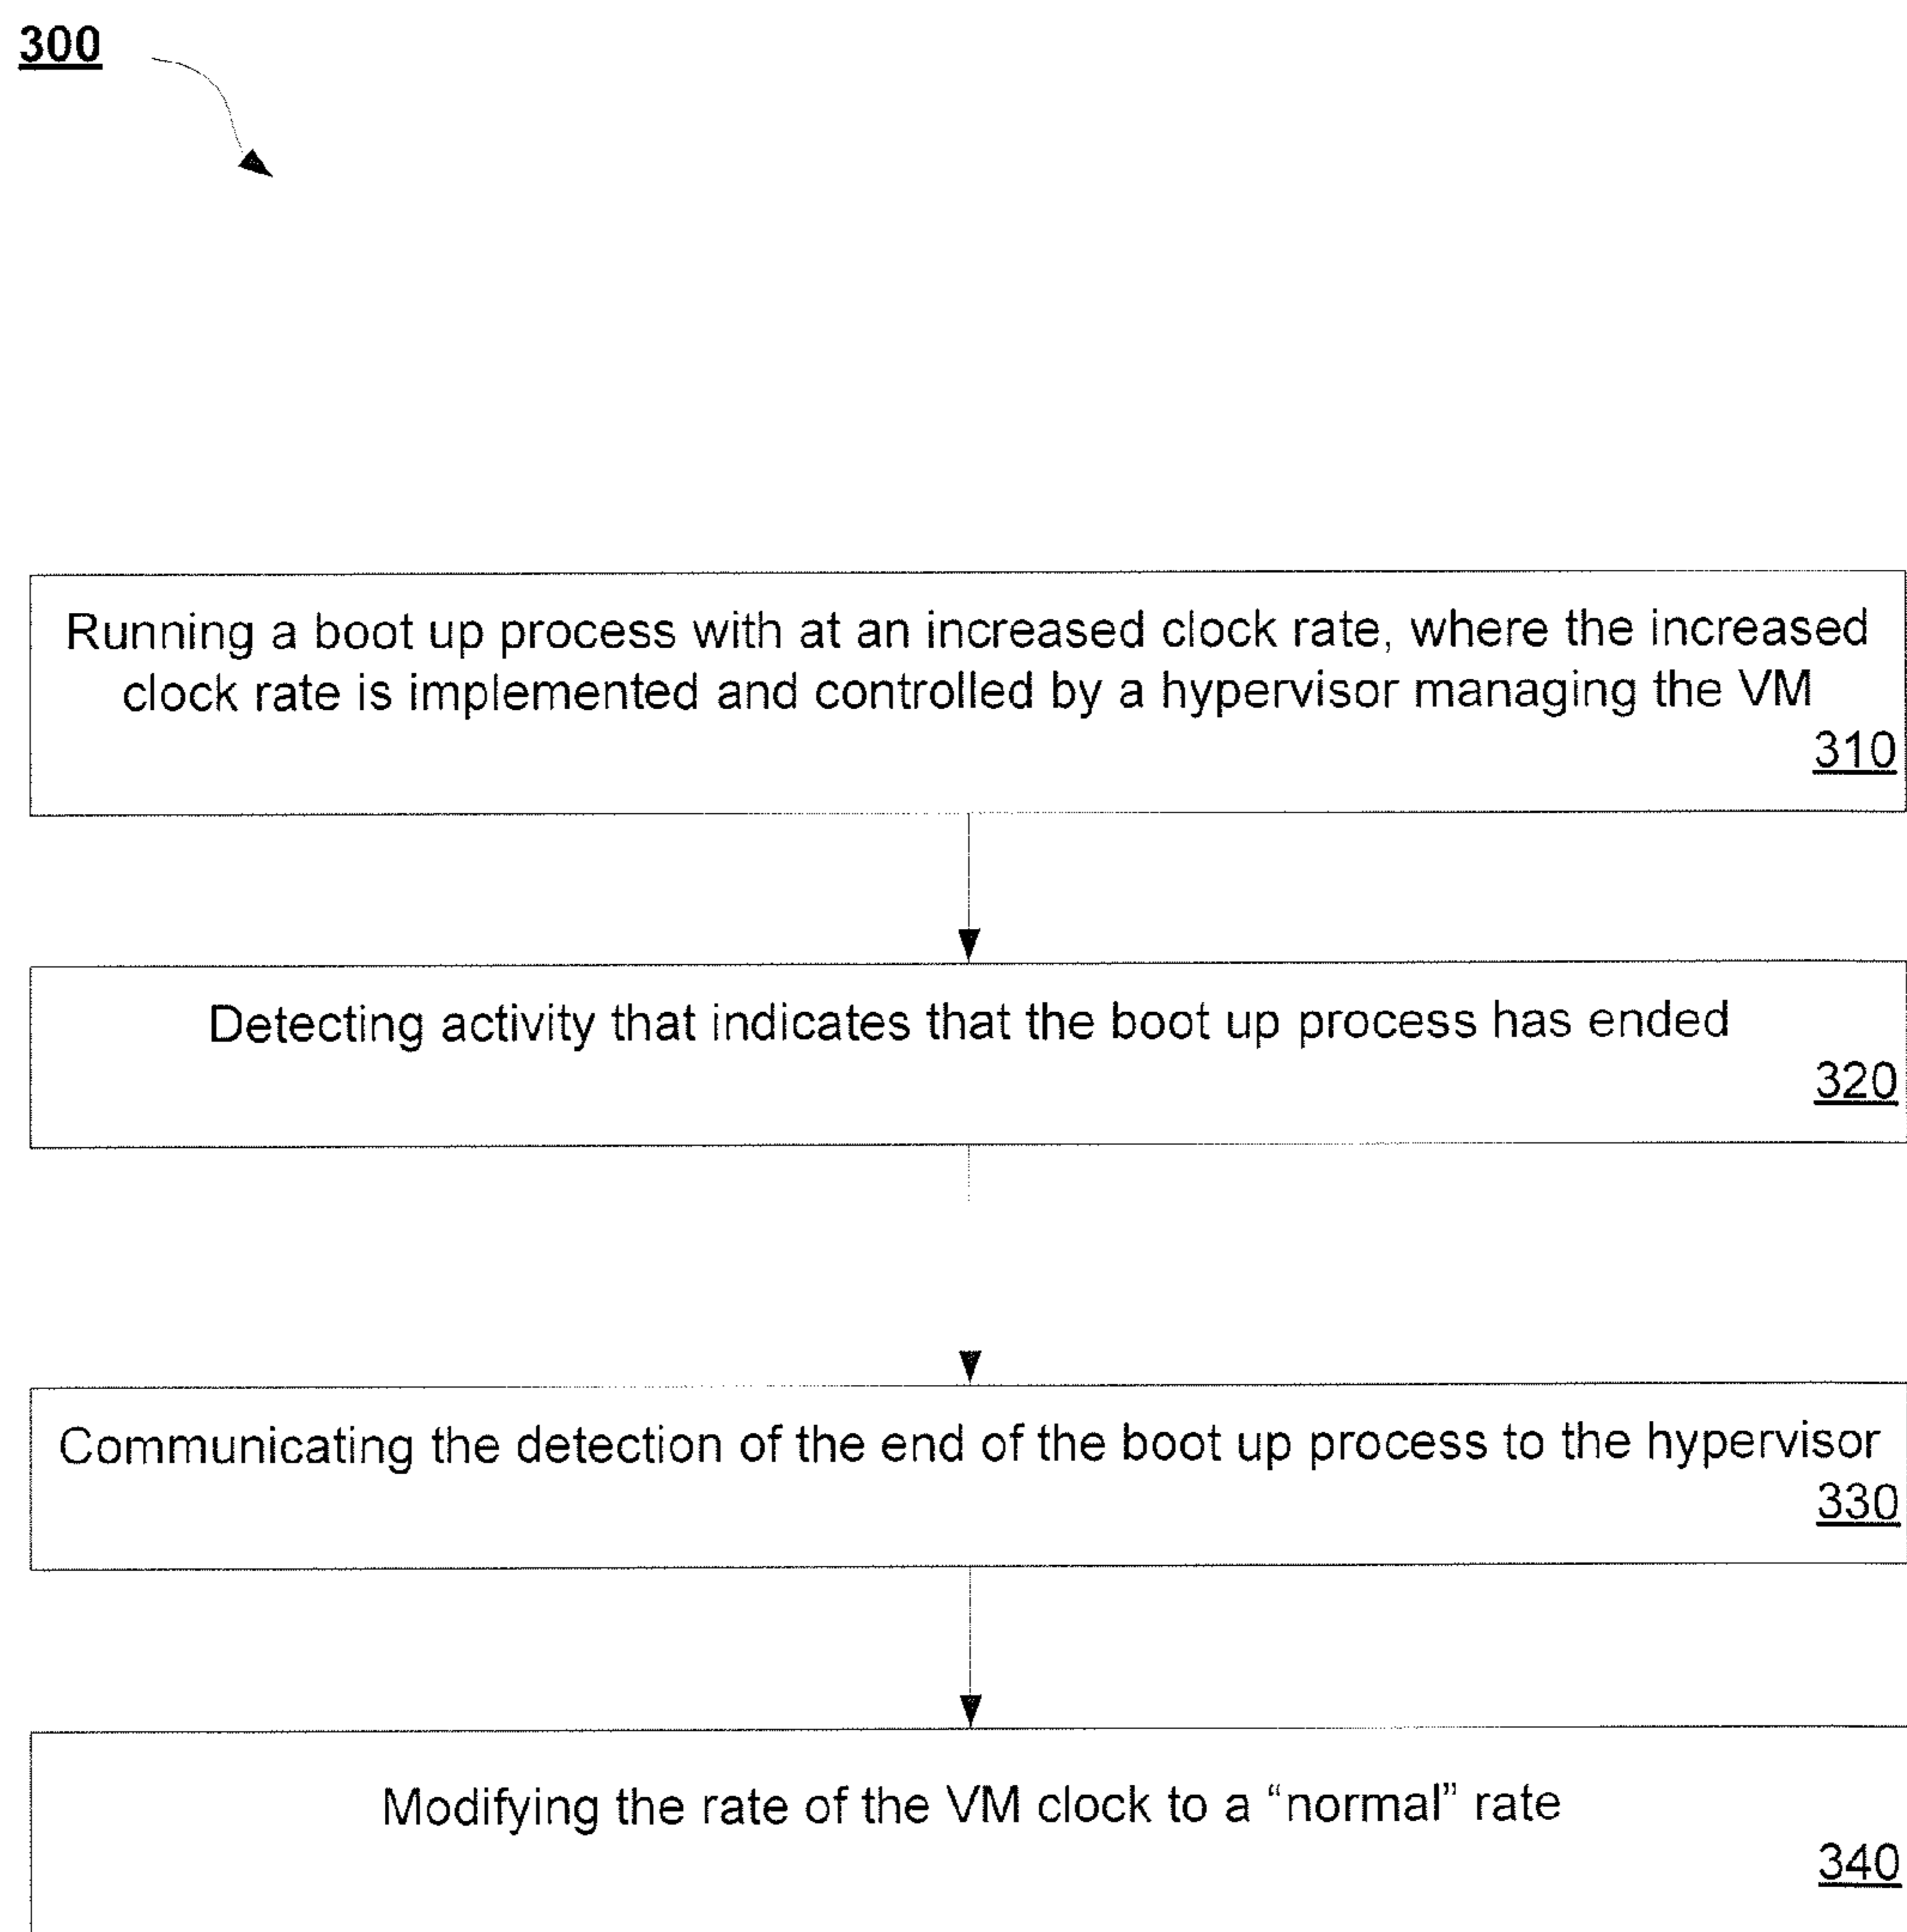 300
Running a boot up process with at an increased clock rate, where the increased
clock rate is implemented and controlled by a hypervisor managing the VM
310
Detecting activity that indicates that the boot up process has ended
320
Communicating the detection of the end of the boot up process to the hypervisor
330
Modifying the rate of the VM clock to a “normal” rate
340